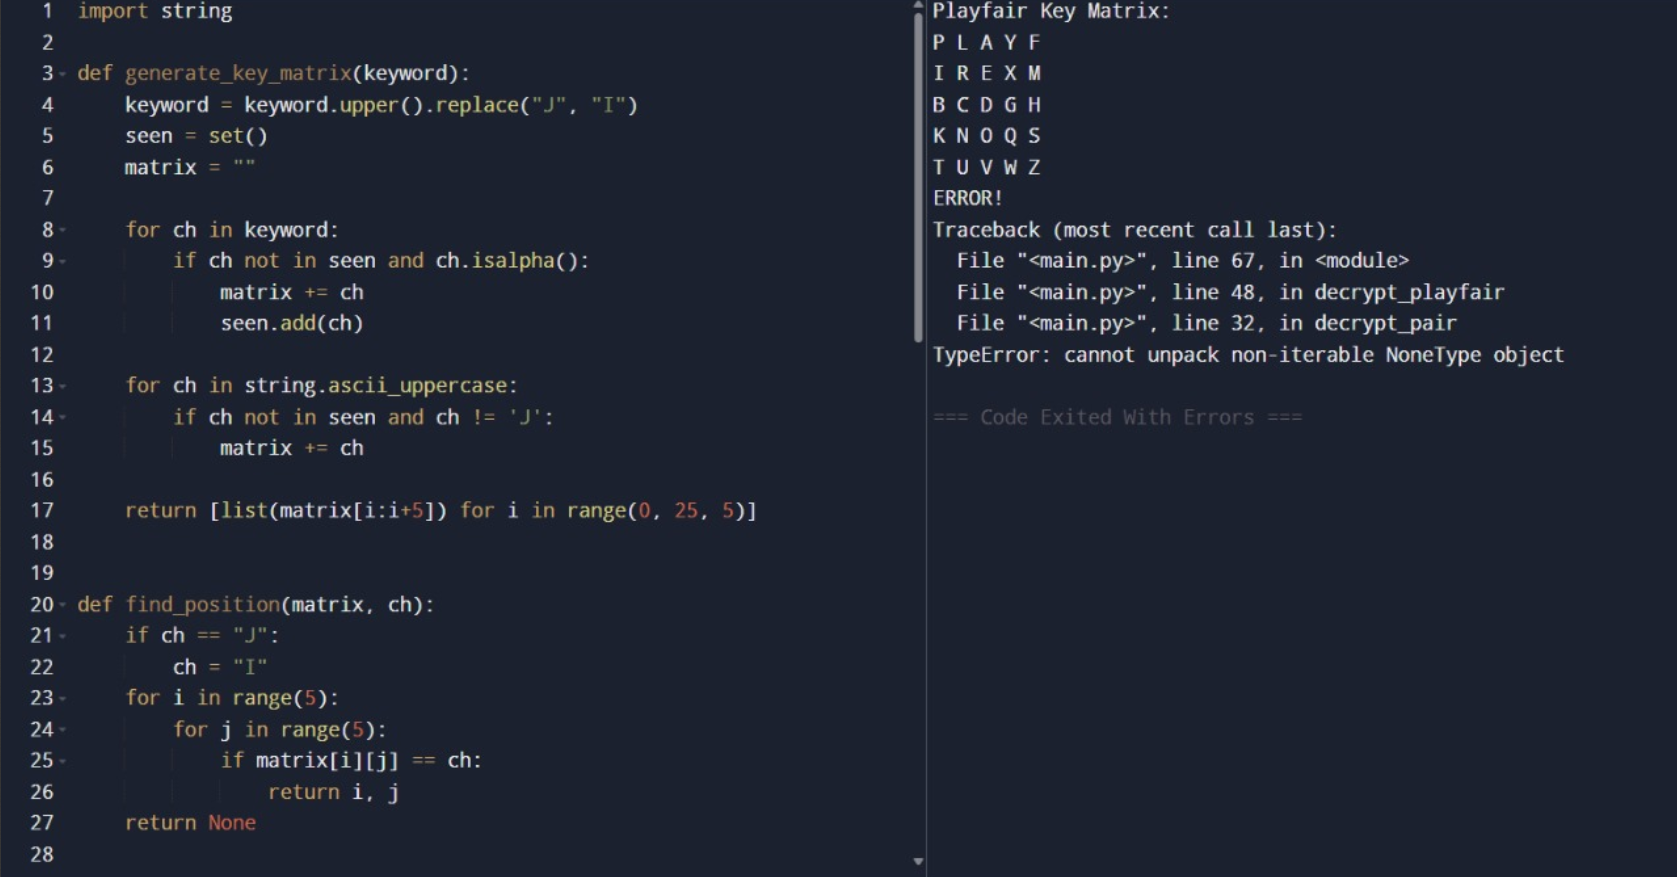 1 import string
2
3 def generate_key_matrix(keyword):
4     keyword = keyword.upper().replace("J", "I")
5     seen = set()
6     matrix = ""
7
8     for ch in keyword:
9         if ch not in seen and ch.isalpha():
10             matrix += ch
11             seen.add(ch)
12
13     for ch in string.ascii_uppercase:
14         if ch not in seen and ch != 'J':
15             matrix += ch
16
17     return [list(matrix[i:i+5]) for i in range(0, 25, 5)]
18
19
20 def find_position(matrix, ch):
21     if ch == "J":
22         ch = "I"
23     for i in range(5):
24         for j in range(5):
25             if matrix[i][j] == ch:
26                 return i, j
27     return None
28
Playfair Key Matrix:
P L A Y F
I R E X M
B C D G H
K N O Q S
T U V W Z
ERROR!
Traceback (most recent call last):
  File "<main.py>", line 67, in <module>
  File "<main.py>", line 48, in decrypt_playfair
  File "<main.py>", line 32, in decrypt_pair
TypeError: cannot unpack non-iterable NoneType object

=== Code Exited With Errors ===